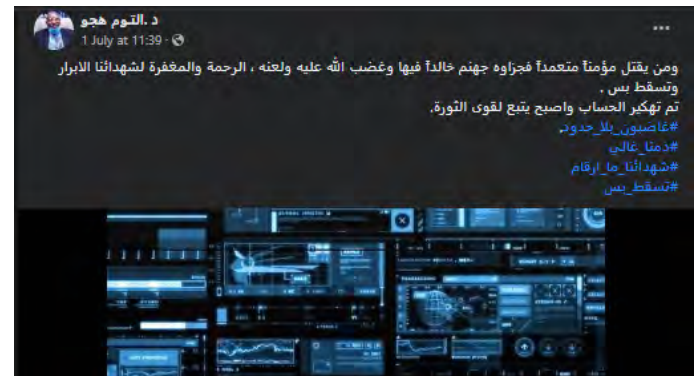 د .التوم هجو
1 July at 11:39 ·
ومن يقتل مؤمناً متعمداً فجزاوه جهنم خالداً فيها وغضب الله عليه ولعنه ، الرحمة والمغفرة لشهدائنا الابرار
وتسقط بس .
تم تهكير الحساب واصبح يتبع لقوى الثورة.
#غاضبون_بلا_حدود
#دمنا_غالي
#شهدائنا_ما_ارقام
#تسقط_بس